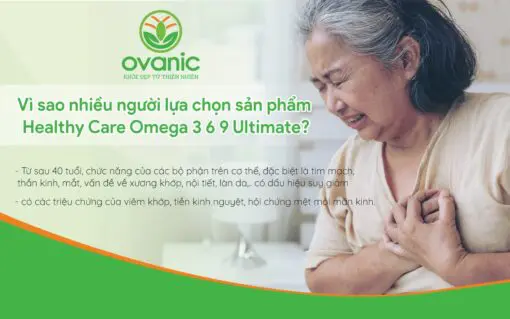 ovanic
KHỎE ĐẸP TỪ THIÊN NHIÊN
Vì sao nhiều người lựa chọn sản phẩm
Healthy Care Omega 3 6 9 Ultimate?
- Từ sau 40 tuổi, chức năng của các bộ phận trên cơ thể, đặc biệt là tim mạch,
thần kinh, mắt, vấn đề về xương khớp, nội tiết, làn da,.. có dấu hiệu suy giảm
- có các triệu chứng của viêm khớp, tiền kinh nguyệt, hội chứng mệt mỏi mãn kinh.